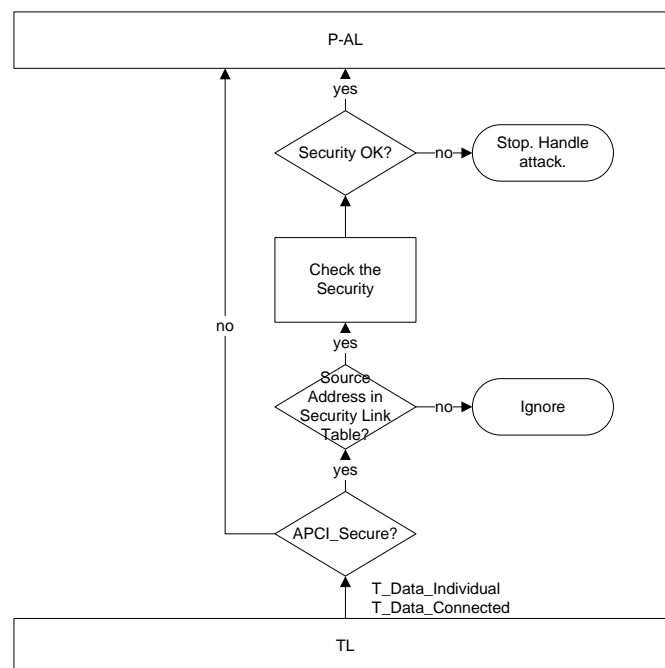 P-AL
yes
Security OK?
no
Stop. Handle
attack.
Check the
Security
no
yes
Source
Address in
Security Link
Table?
no
Ignore
yes
APCI_Secure?
T_Data_Individual
T_Data_Connected
TL